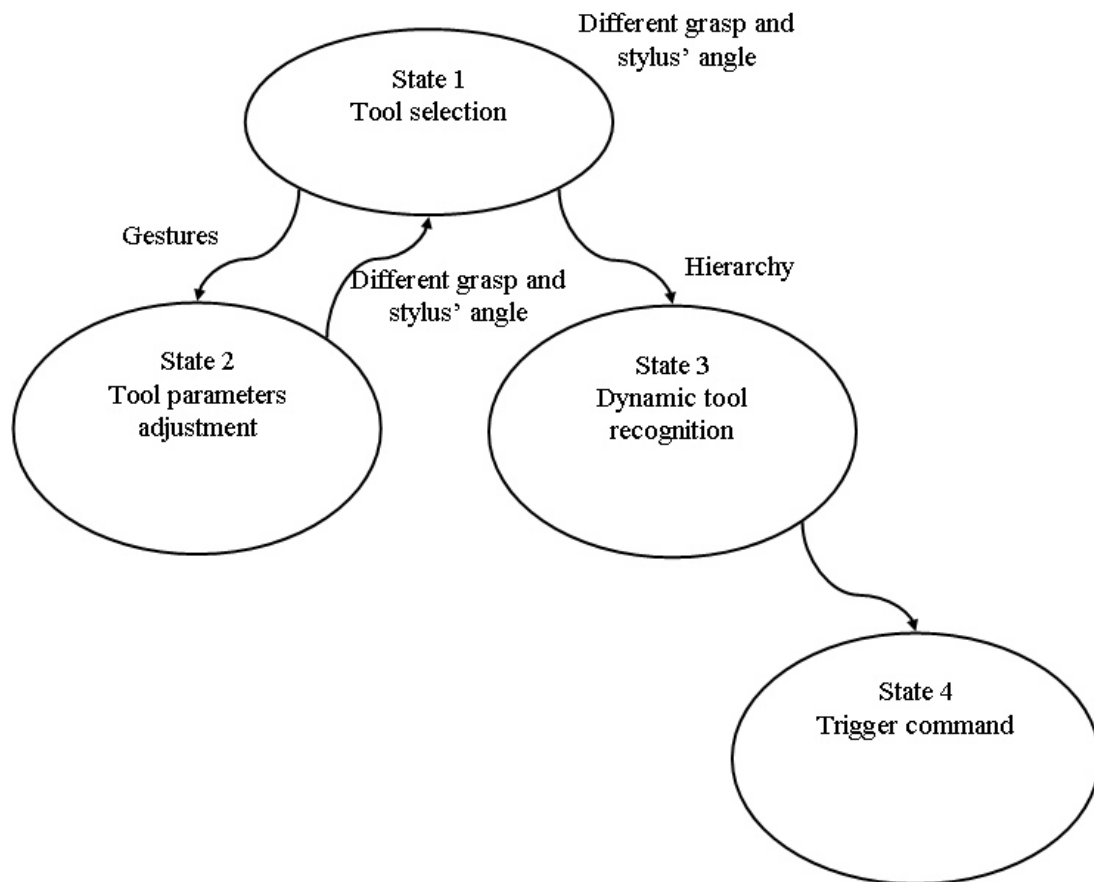 Different grasp and
stylus’ angle
State 1
Tool selection
Gestures
Different grasp and
stylus’ angle
Hierarchy
State 2
Tool parameters
adjustment
State 3
Dynamic tool
recognition
State 4
Trigger command